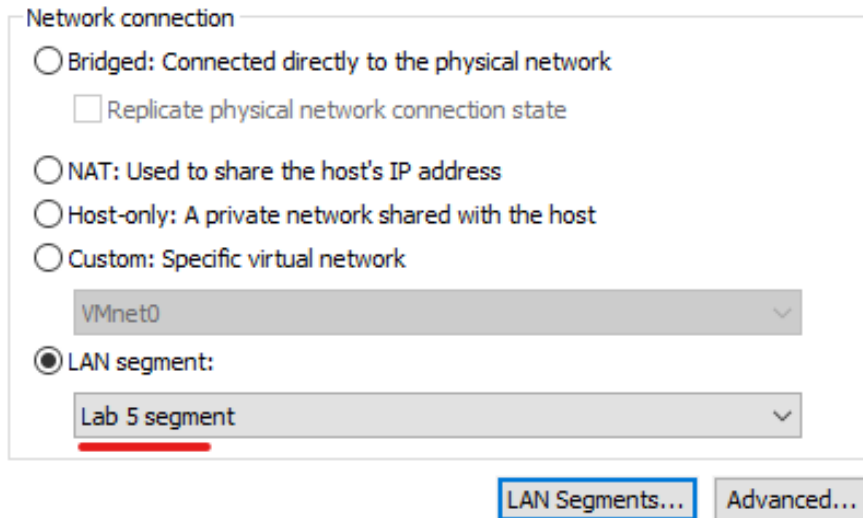 Network connection
Bridged: Connected directly to the physical network
Replicate physical network connection state
NAT: Used to share the host's IP address
Host-only: A private network shared with the host
Custom: Specific virtual network
VMnet0
LAN segment:
Lab 5 segment
LAN Segments... Advanced...